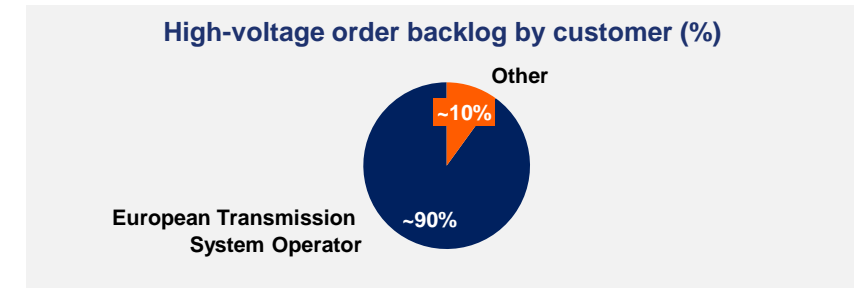 High-voltage order backlog by customer (%)
Other
~10%
European Transmission
System Operator
~90%